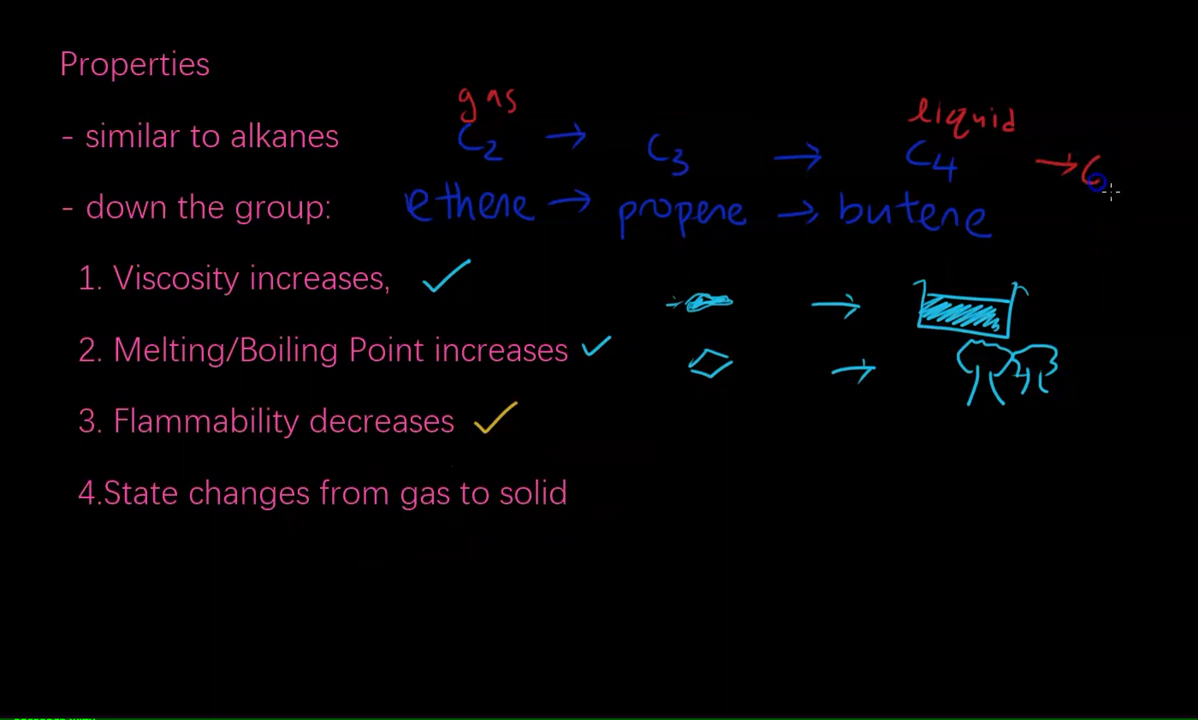 Properties
gas
liquid
- similar to alkanes
C2 → C3 → C4 → 6
- down the group:
ethene → propene → butene
1. Viscosity increases,
2. Melting/Boiling Point increases
3. Flammability decreases
4.State changes from gas to solid